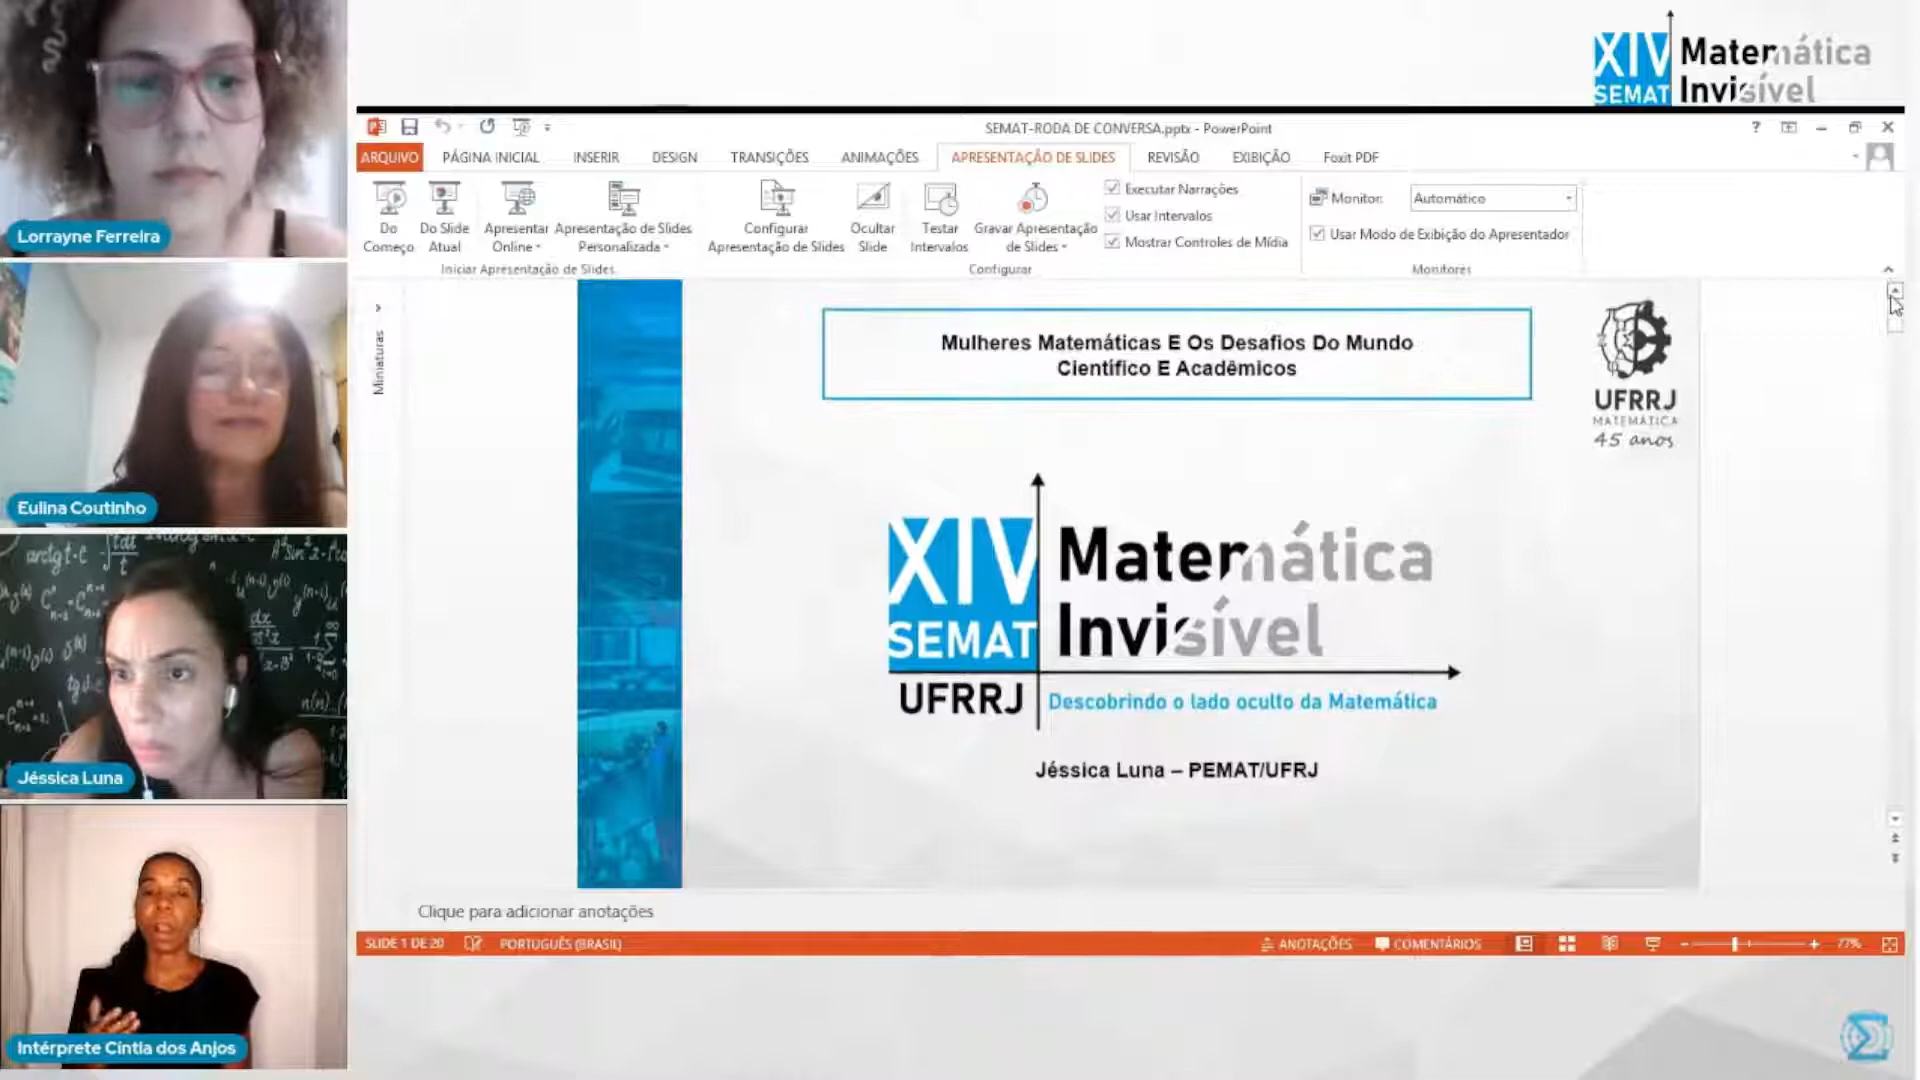 XIV Matemática
SEMAT Invisível
SEMAT-RODA DE CONVERSA.pptx - PowerPoint
ARQUIVO PÁGINA INICIAL INSERIR DESIGN TRANSIÇÕES ANIMAÇÕES APRESENTAÇÃO DE SLIDES REVISÃO EXIBIÇÃO Foxit PDF
Do Começo
Do Slide Atual
Apresentar Online
Apresentação de Slides Personalizada
Configurar Apresentação de Slides
Ocultar Slide
Testar Intervalos
Gravar Apresentação de Slides
Executar Narrações
Usar Intervalos
Mostrar Controles de Mídia
Monitor: Automático
Usar Modo de Exibição do Apresentador
Iniciar Apresentação de Slides
Configurar
Monitores
Miniaturas
Mulheres Matemáticas E Os Desafios Do Mundo
Científico E Acadêmicos
UFRRJ
MATEMÁTICA
45 anos
XIV Matemática
SEMAT Invisível
UFRRJ Descobrindo o lado oculto da Matemática
Jéssica Luna – PEMAT/UFRJ
Clique para adicionar anotações
SLIDE 1 DE 20 PORTUGUÊS (BRASIL) ANOTAÇÕES COMENTÁRIOS 77%
Lorrayne Ferreira
Eulina Coutinho
Jéssica Luna
Intérprete Cíntia dos Anjos